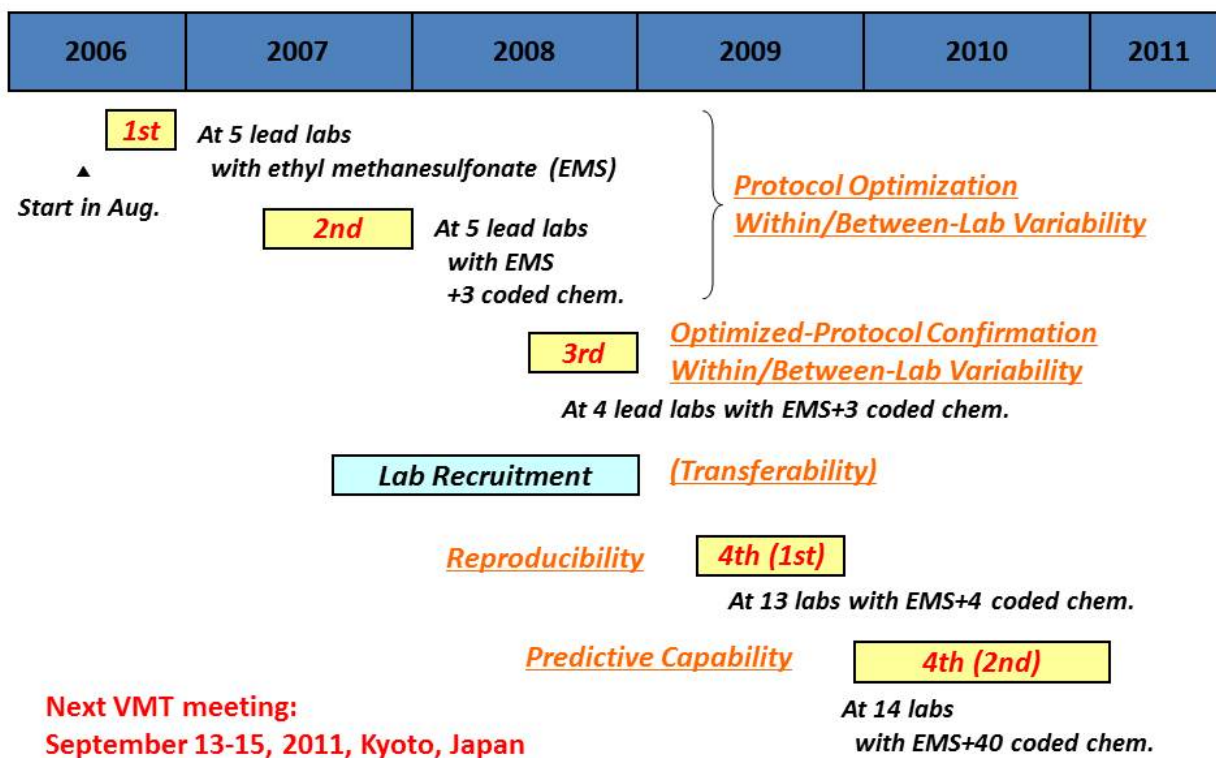 2006 2007 2008 2009 2010 2011
1st
At 5 lead labs
with ethyl methanesulfonate (EMS)
▲
Start in Aug.
2nd
At 5 lead labs
with EMS
+3 coded chem.
Protocol Optimization
Within/Between-Lab Variability
3rd
Optimized-Protocol Confirmation
Within/Between-Lab Variability
At 4 lead labs with EMS+3 coded chem.
Lab Recruitment
(Transferability)
Reproducibility
4th (1st)
At 13 labs with EMS+4 coded chem.
Predictive Capability
4th (2nd)
At 14 labs
with EMS+40 coded chem.
Next VMT meeting:
September 13-15, 2011, Kyoto, Japan